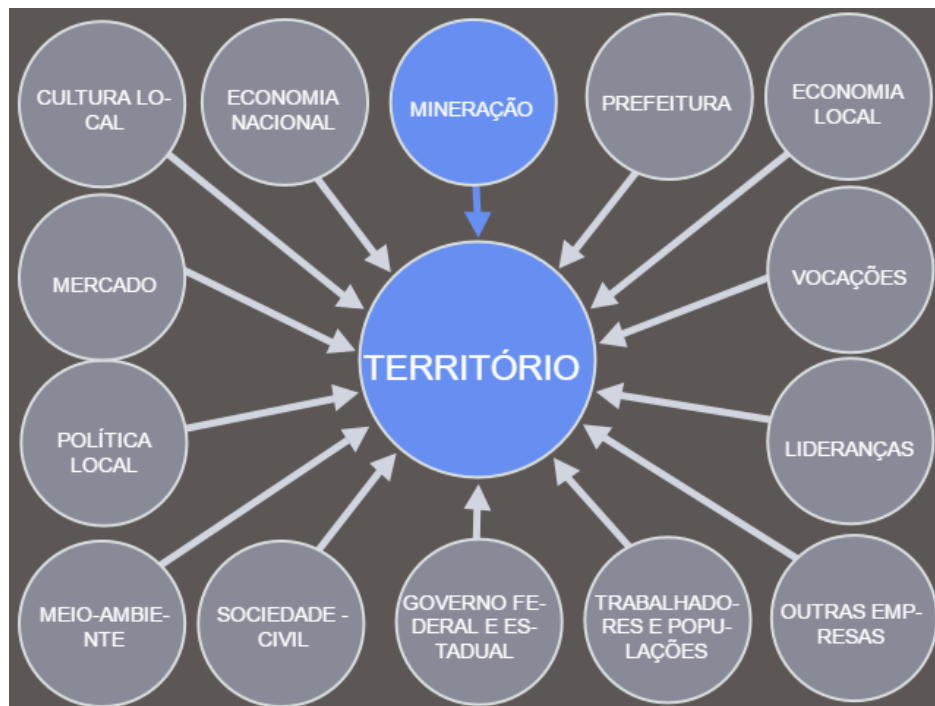 CULTURA LO-
CAL
ECONOMIA
NACIONAL
MINERAÇÃO
PREFEITURA
ECONOMIA
LOCAL
MERCADO
VOCAÇÕES
TERRITÓRIO
POLÍTICA
LOCAL
LIDERANÇAS
MEIO-AMBIE-
NTE
SOCIEDADE -
CIVIL
GOVERNO FE-
DERAL E ES-
TADUAL
TRABALHADO-
RES E POPU-
LAÇÕES
OUTRAS EMP-
RESAS